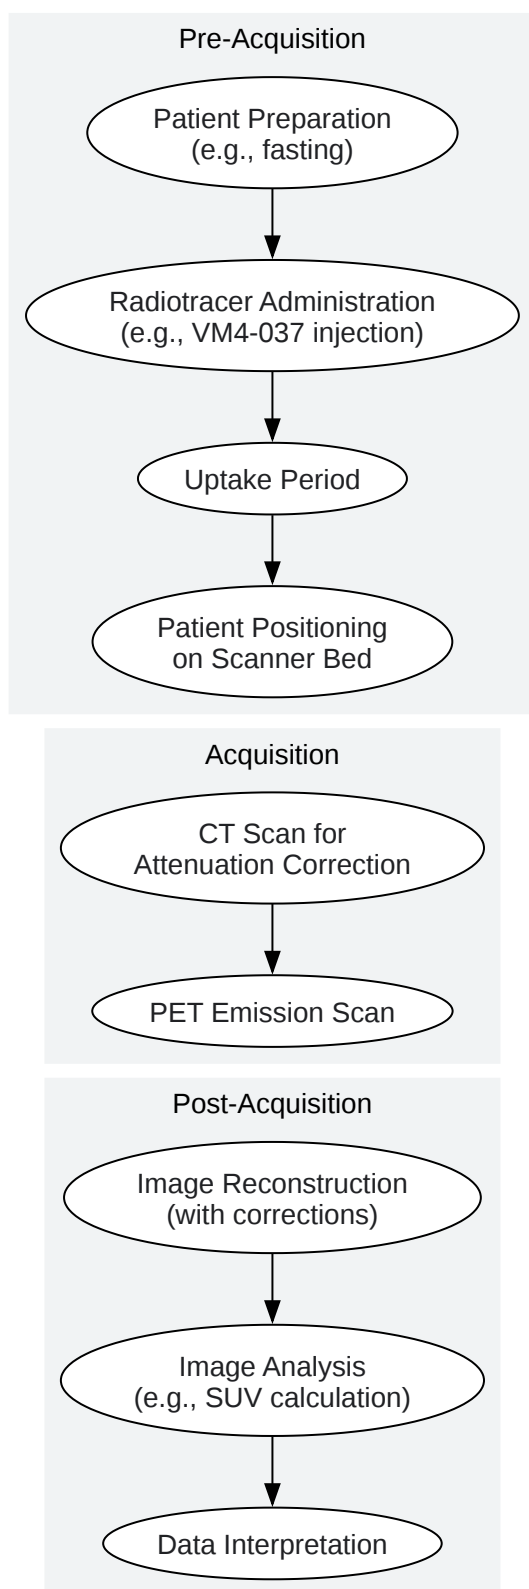 Pre-Acquisition
Patient Preparation
(e.g., fasting)
Radiotracer Administration
(e.g., VM4-037 injection)
Uptake Period
Patient Positioning
on Scanner Bed
Acquisition
CT Scan for
Attenuation Correction
PET Emission Scan
Post-Acquisition
Image Reconstruction
(with corrections)
Image Analysis
(e.g., SUV calculation)
Data Interpretation